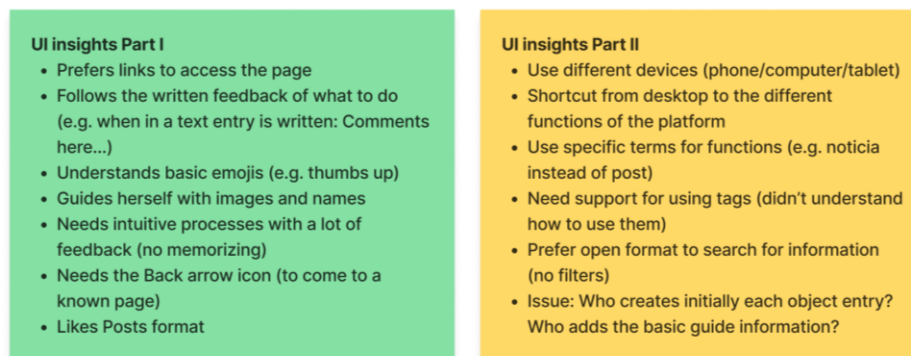 UI insights Part I
• Prefers links to access the page
• Follows the written feedback of what to do
(e.g. when in a text entry is written: Comments
here...)
• Understands basic emojis (e.g. thumbs up)
• Guides herself with images and names
• Needs intuitive processes with a lot of
feedback (no memorizing)
• Needs the Back arrow icon (to come to a
known page)
• Likes Posts format
UI insights Part II
• Use different devices (phone/computer/tablet)
• Shortcut from desktop to the different
functions of the platform
• Use specific terms for functions (e.g. noticia
instead of post)
• Need support for using tags (didn't understand
how to use them)
• Prefer open format to search for information
(no filters)
• Issue: Who creates initially each object entry?
Who adds the basic guide information?